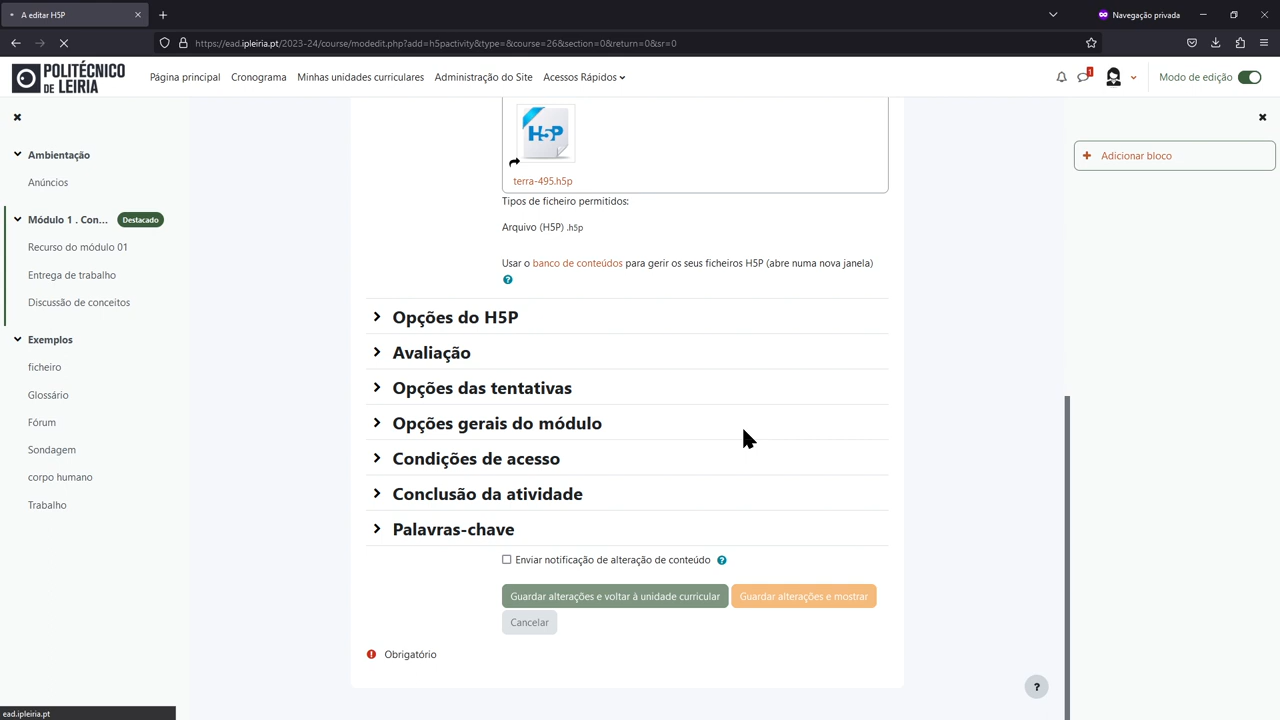 A editar H5P
Navegação privada
https://ead.ipleiria.pt/2023-24/course/modedit.php?add=h5pactivity&type=&course=26&section=0&return=0&sr=0
POLITÉCNICO
DE LEIRIA
Página principal Cronograma Minhas unidades curriculares Administração do Site Acessos Rápidos
1
Modo de edição
Ambientação
Anúncios
Módulo 1 . Con... Destacado
Recurso do módulo 01
Entrega de trabalho
Discussão de conceitos
Exemplos
ficheiro
Glossário
Fórum
Sondagem
corpo humano
Trabalho
Adicionar bloco
H5P
terra-495.h5p
Tipos de ficheiro permitidos:
Arquivo (H5P) .h5p
Usar o banco de conteúdos para gerir os seus ficheiros H5P (abre numa nova janela)
?
Opções do H5P
Avaliação
Opções das tentativas
Opções gerais do módulo
Condições de acesso
Conclusão da atividade
Palavras-chave
Enviar notificação de alteração de conteúdo ?
Guardar alterações e voltar à unidade curricular Guardar alterações e mostrar
Cancelar
! Obrigatório
?
ead.ipleiria.pt